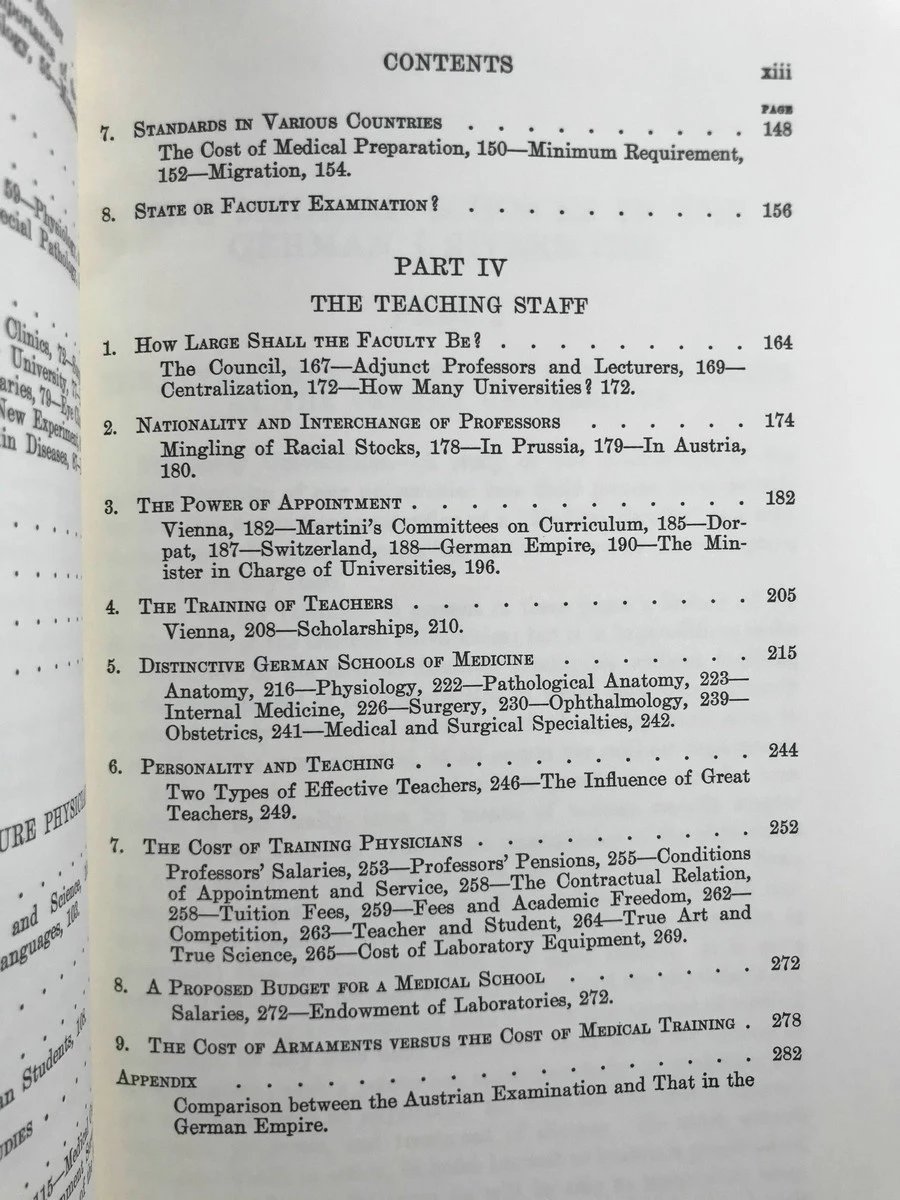 CONTENTS
xiii
PAGE
7. STANDARDS IN VARIOUS COUNTRIES . . . . . . . . . . 148
The Cost of Medical Preparation, 150—Minimum Requirement,
152—Migration, 154.
8. STATE OR FACULTY EXAMINATION? . . . . . . . . . . 156
PART IV
THE TEACHING STAFF
1. HOW LARGE SHALL THE FACULTY BE? . . . . . . . . . 164
The Council, 167—Adjunct Professors and Lecturers, 169—
Centralization, 172—How Many Universities? 172.
2. NATIONALITY AND INTERCHANGE OF PROFESSORS . . . . . . 174
Mingling of Racial Stocks, 178—In Prussia, 179—In Austria,
180.
3. THE POWER OF APPOINTMENT . . . . . . . . . . . . 182
Vienna, 182—Martini's Committees on Curriculum, 185—Dor-
pat, 187—Switzerland, 188—German Empire, 190—The Min-
ister in Charge of Universities, 196.
4. THE TRAINING OF TEACHERS . . . . . . . . . . . . 205
Vienna, 208—Scholarships, 210.
5. DISTINCTIVE GERMAN SCHOOLS OF MEDICINE . . . . . . . 215
Anatomy, 216—Physiology, 222—Pathological Anatomy, 223—
Internal Medicine, 226—Surgery, 230—Ophthalmology, 239—
Obstetrics, 241—Medical and Surgical Specialties, 242.
6. PERSONALITY AND TEACHING . . . . . . . . . . . . 244
Two Types of Effective Teachers, 246—The Influence of Great
Teachers, 249.
7. THE COST OF TRAINING PHYSICIANS . . . . . . . . . . 252
Professors' Salaries, 253—Professors' Pensions, 255—Conditions
of Appointment and Service, 258—The Contractual Relation,
258—Tuition Fees, 259—Fees and Academic Freedom, 262—
Competition, 263—Teacher and Student, 264—True Art and
True Science, 265—Cost of Laboratory Equipment, 269.
8. A PROPOSED BUDGET FOR A MEDICAL SCHOOL . . . . . . . 272
Salaries, 272—Endowment of Laboratories, 272.
9. THE COST OF ARMAMENTS VERSUS THE COST OF MEDICAL TRAINING . 278
APPENDIX . . . . . . . . . . . . . . . 282
Comparison between the Austrian Examination and That in the
German Empire.